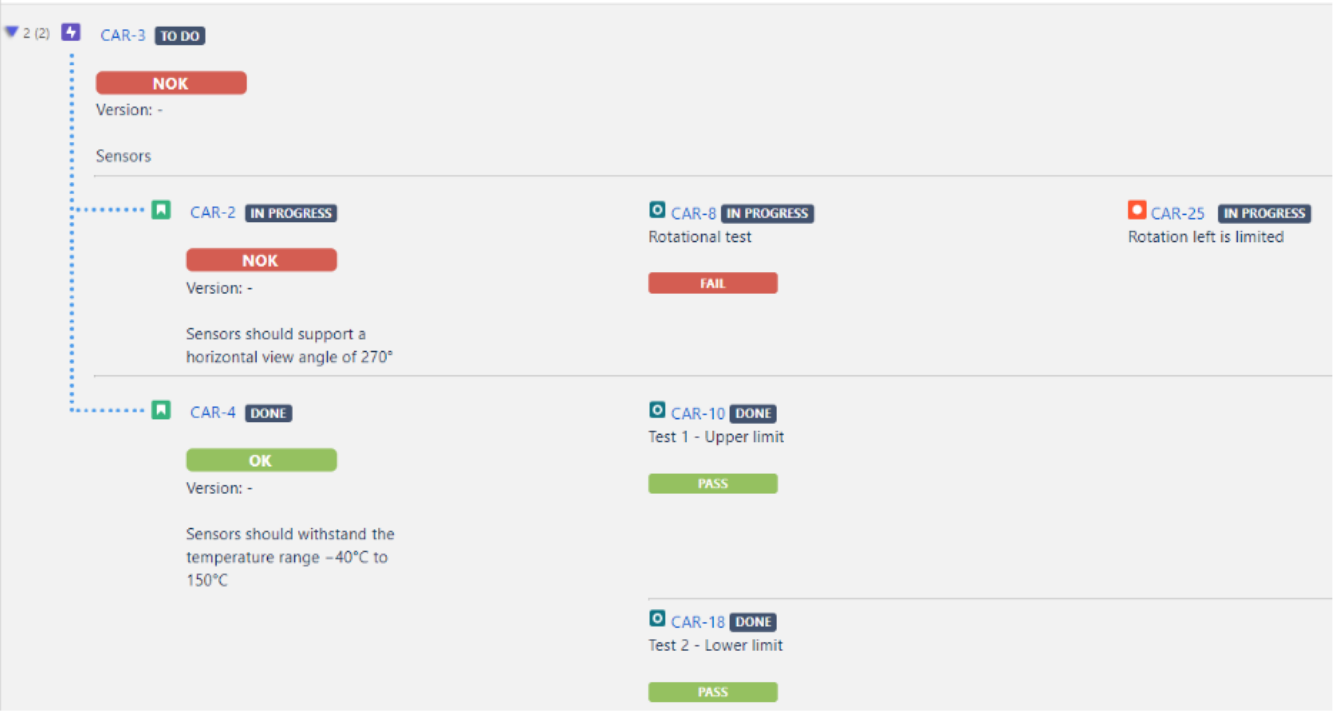 2 (2) CAR-3 TO DO
NOK
Version: -
Sensors
CAR-2 IN PROGRESS
NOK
Version: -
Sensors should support a
horizontal view angle of 270°
CAR-8 IN PROGRESS
Rotational test
FAIL
CAR-25 IN PROGRESS
Rotation left is limited
CAR-4 DONE
OK
Version: -
Sensors should withstand the
temperature range −40°C to
150°C
CAR-10 DONE
Test 1 - Upper limit
PASS
CAR-18 DONE
Test 2 - Lower limit
PASS